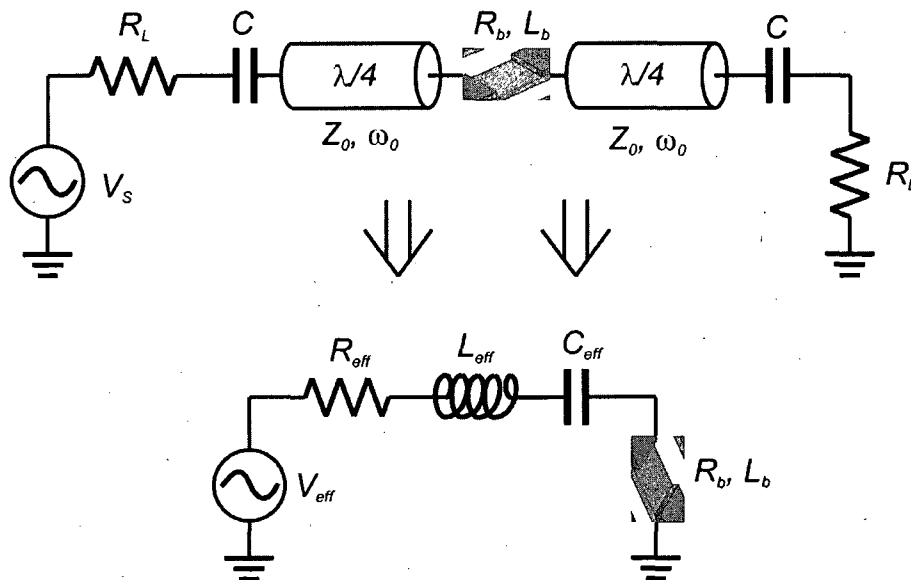 R_L C R_b, L_b C
λ/4 λ/4
Z_0, ω_0 Z_0, ω_0
V_S R_L
R_eff L_eff C_eff
V_eff R_b, L_b